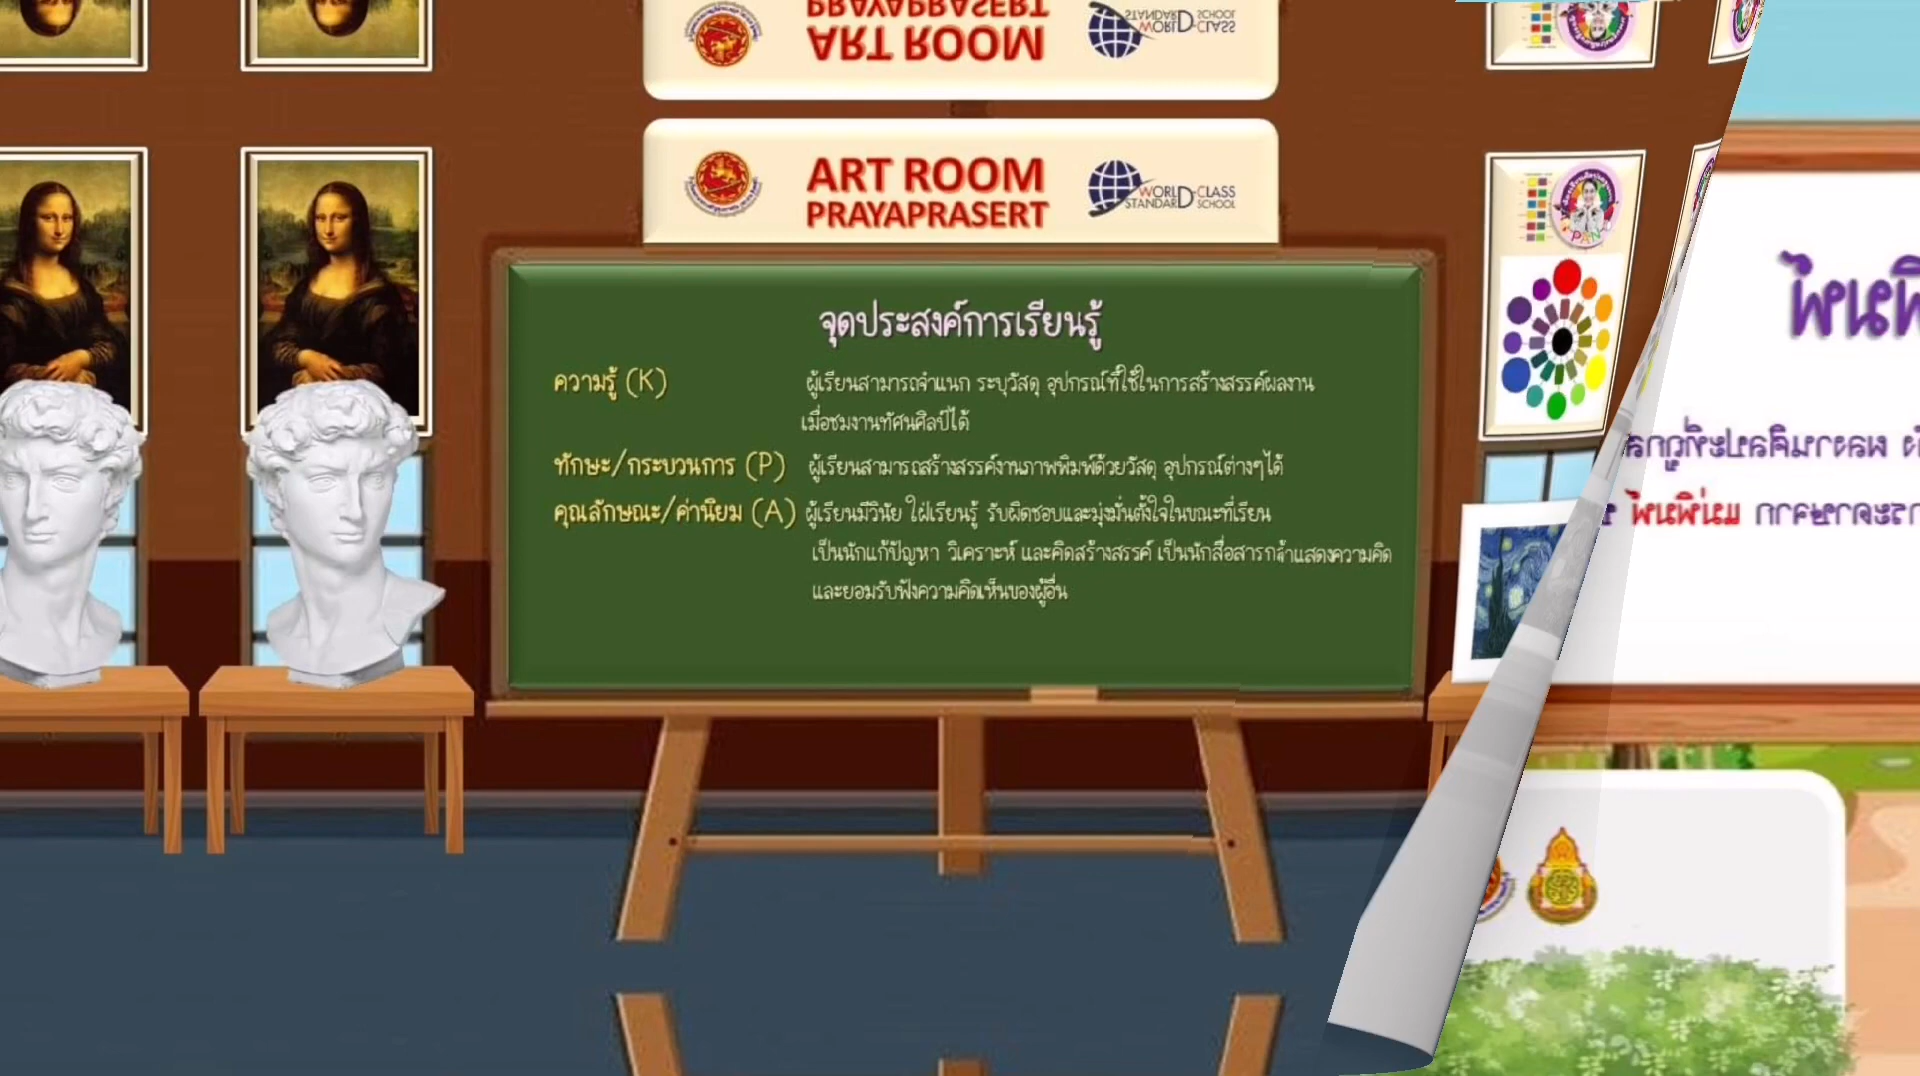 PRAYAPRASERT
ART ROOM
STANDARD SCHOOL
WORLD-CLASS
ART ROOM
PRAYAPRASERT
WORLD-CLASS
STANDARD SCHOOL
PAN
จุดประสงค์การเรียนรู้
ความรู้ (K) ผู้เรียนสามารถจำแนก ระบุวัสดุ อุปกรณ์ที่ใช้ในการสร้างสรรค์ผลงาน
เมื่อชมงานทัศนศิลป์ได้
ทักษะ/กระบวนการ (P) ผู้เรียนสามารถสร้างสรรค์งานภาพพิมพ์ด้วยวัสดุ อุปกรณ์ต่างๆได้
คุณลักษณะ/ค่านิยม (A) ผู้เรียนมีวินัย ใฝ่เรียนรู้ รับผิดชอบและมุ่งมั่นตั้งใจในขณะที่เรียน
เป็นนักแก้ปัญหา วิเคราะห์ และคิดสร้างสรรค์ เป็นนักสื่อสารกล้าแสดงความคิด
และยอมรับฟังความคิดเห็นของผู้อื่น
แม่พิมพ์